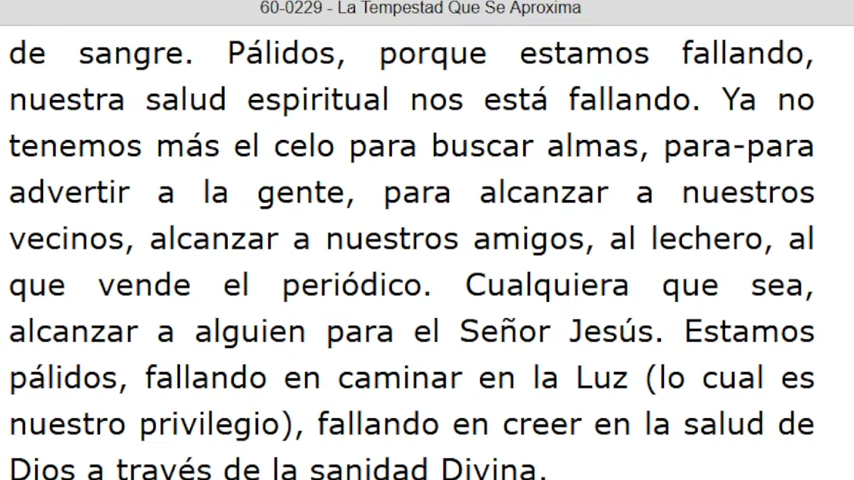 60-0229 - La Tempestad Que Se Aproxima
de sangre. Pálidos, porque estamos fallando,
nuestra salud espiritual nos está fallando. Ya no
tenemos más el celo para buscar almas, para-para
advertir a la gente, para alcanzar a nuestros
vecinos, alcanzar a nuestros amigos, al lechero, al
que vende el periódico. Cualquiera que sea,
alcanzar a alguien para el Señor Jesús. Estamos
pálidos, fallando en caminar en la Luz (lo cual es
nuestro privilegio), fallando en creer en la salud de
Dios a través de la sanidad Divina.